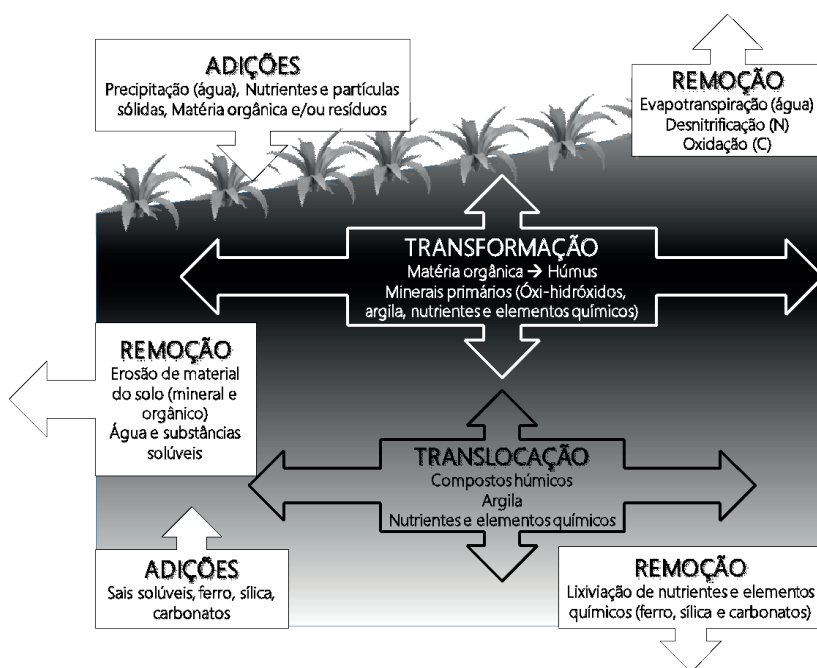 ADIÇÕES
Precipitação (água), Nutrientes e partículas
sólidas, Matéria orgânica e/ou resíduos
REMOÇÃO
Evapotranspiração (água)
Desnitrificação (N)
Oxidação (C)
TRANSFORMAÇÃO
Matéria orgânica → Húmus
Minerais primários (Óxi-hidróxidos,
argila, nutrientes e elementos químicos)
REMOÇÃO
Erosão de material
do solo (mineral e
orgânico)
Água e substâncias
solúveis
TRANSLOCAÇÃO
Compostos húmicos
Argila
Nutrientes e elementos químicos
ADIÇÕES
Sais solúveis, ferro, sílica,
carbonatos
REMOÇÃO
Lixiviação de nutrientes e elementos
químicos (ferro, sílica e carbonatos)